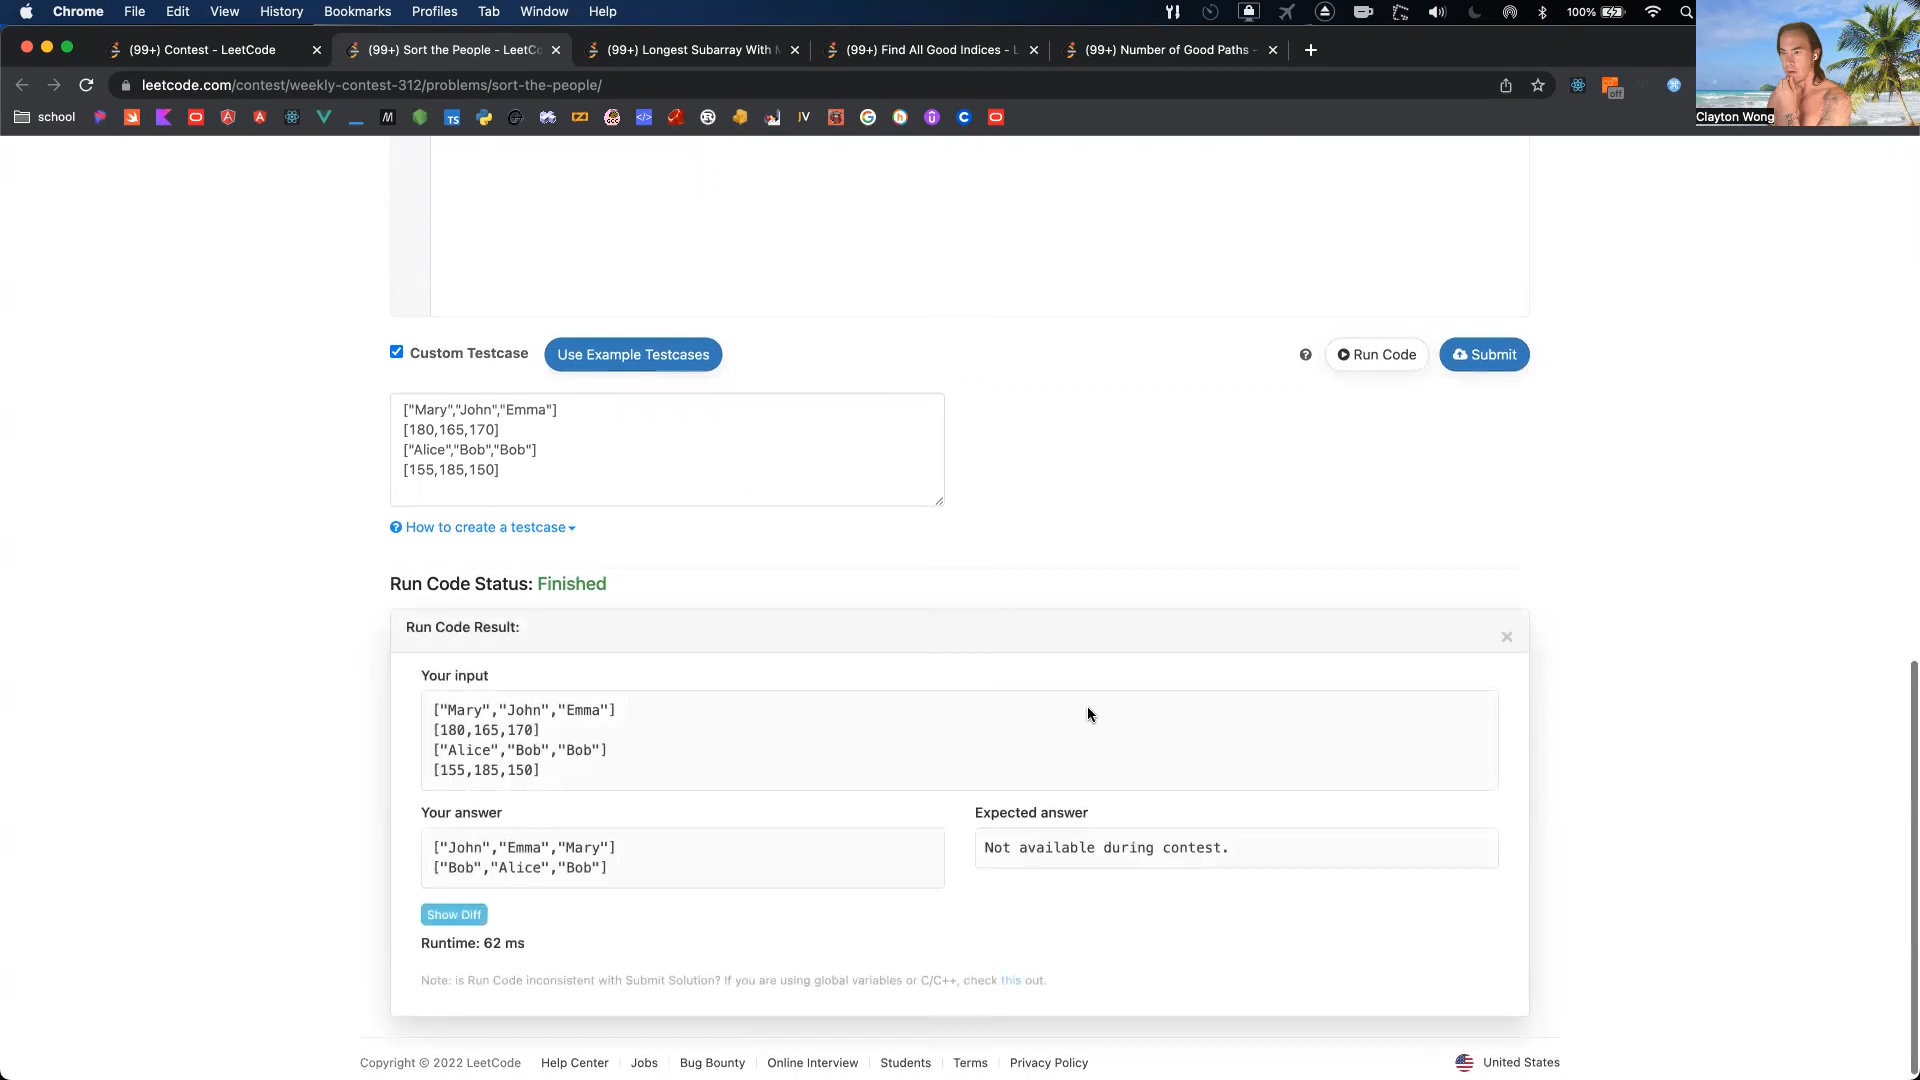 Chrome File Edit View History Bookmarks Profiles Tab Window Help 100%
(99+) Contest - LeetCode (99+) Sort the People - LeetCo (99+) Longest Subarray With (99+) Find All Good Indices - L (99+) Number of Good Paths -
leetcode.com/contest/weekly-contest-312/problems/sort-the-people/
off
school TS JV
Clayton Wong
Custom Testcase Use Example Testcases Run Code Submit
["Mary","John","Emma"]
[180,165,170]
["Alice","Bob","Bob"]
[155,185,150]
How to create a testcase
Run Code Status: Finished
Run Code Result:
Your input
["Mary","John","Emma"]
[180,165,170]
["Alice","Bob","Bob"]
[155,185,150]
Your answer Expected answer
["John","Emma","Mary"] Not available during contest.
["Bob","Alice","Bob"]
Show Diff
Runtime: 62 ms
Note: is Run Code inconsistent with Submit Solution? If you are using global variables or C/C++, check this out.
Copyright © 2022 LeetCode Help Center Jobs Bug Bounty Online Interview Students Terms Privacy Policy United States